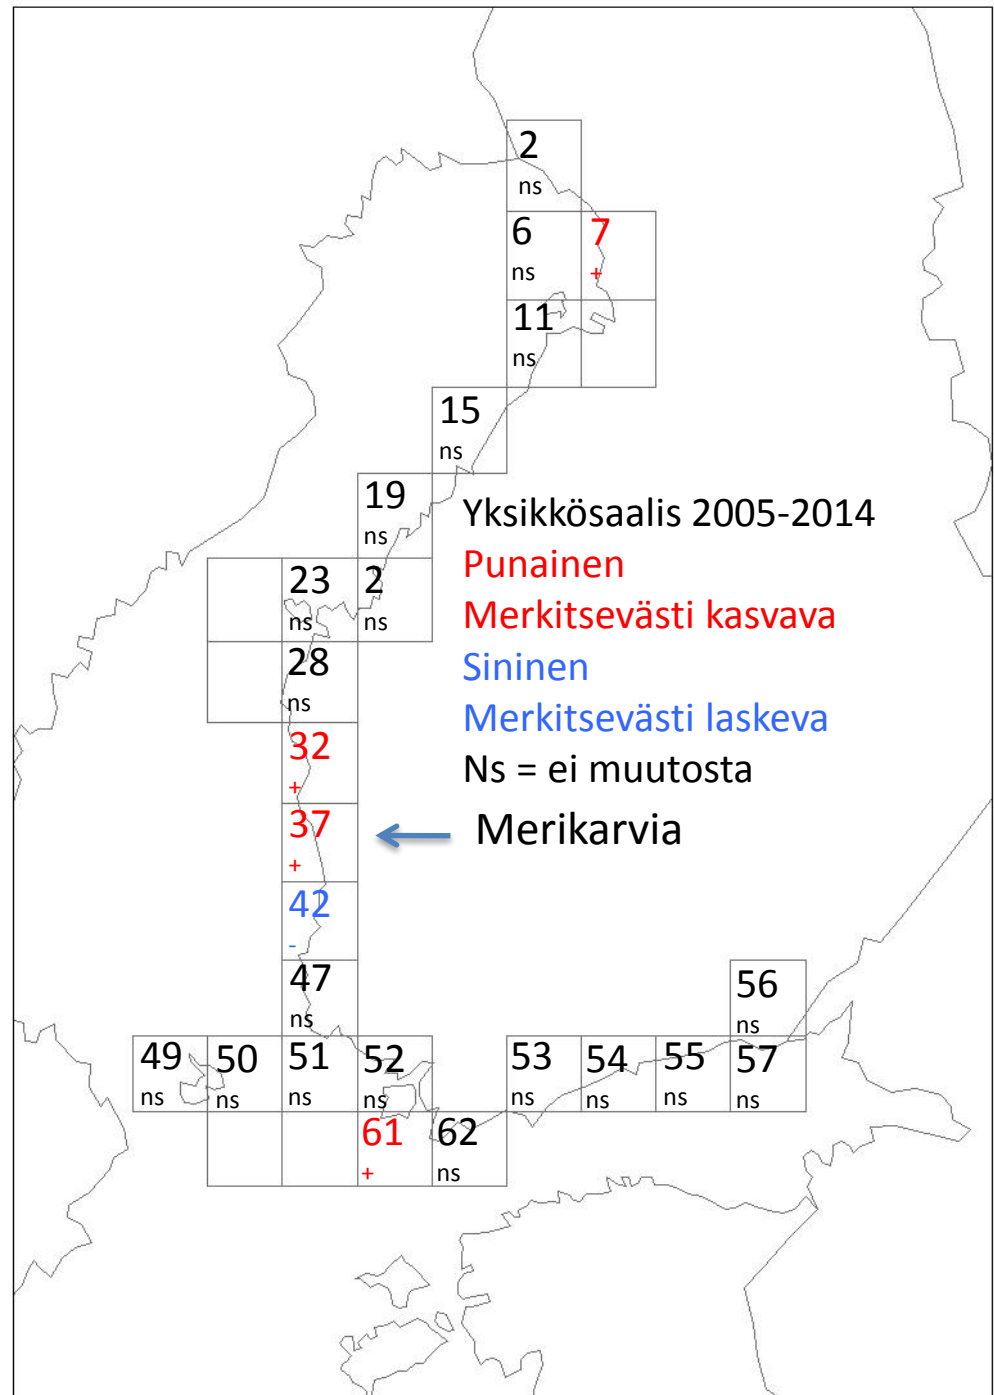 2
ns
6
7
ns
+
11
ns
15
ns
19
ns
Yksikkösaalis 2005-2014
Punainen
Merkitsevästi kasvava
Sininen
Merkitsevästi laskeva
Ns = ei muutosta
23
2
ns
ns
28
ns
32
+
37
+
Merikarvia
42
-
47
ns
56
ns
49
50
51
52
53
54
55
57
ns
ns
ns
ns
ns
ns
ns
ns
61
62
+
ns